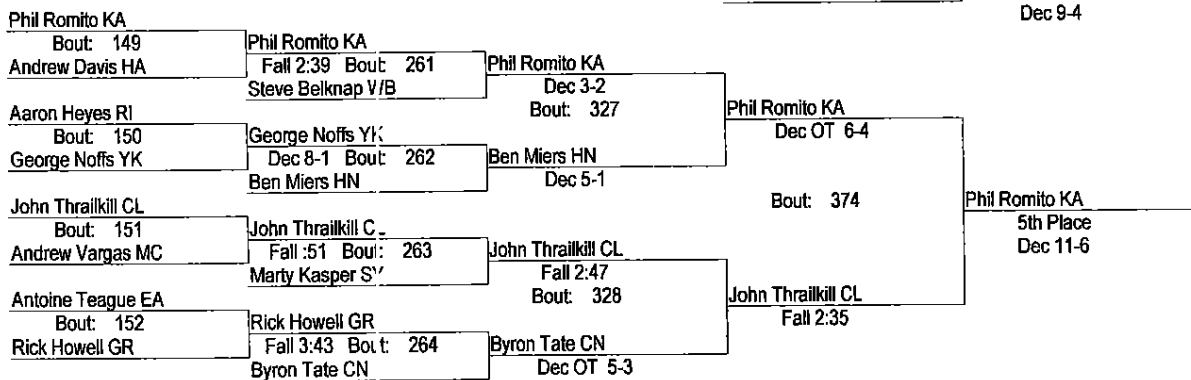 Dec 9-4
Phil Romito KA
Bout: 149
Andrew Davis HA
Aaron Heyes RI
Bout: 150
George Noffs YK
John Thrailkill CL
Bout: 151
Andrew Vargas MC
Antoine Teague EA
Bout: 152
Rick Howell GR
Phil Romito KA
Fall 2:39 Bout: 261
Steve Belknap
George Noffs
Dec 8-1 Bout: 262
Ben Miers HN
John Thrailkill
Fall :51 Bout: 263
Marty Kasper
Rick Howell GR
Fall 3:43 Bout: 264
Byron Tate CN
Phil Romito KA
Dec 3-2
Bout: 327
Ben Miers HN
Dec 5-1
John Thrailkill CL
Fall 2:47
Bout: 328
Byron Tate CN
Dec OT 5-3
Phil Romito KA
Dec OT 6-4
Bout: 374
John Thrailkill CL
Fall 2:35
Phil Romito KA
5th Place
Dec 11-6